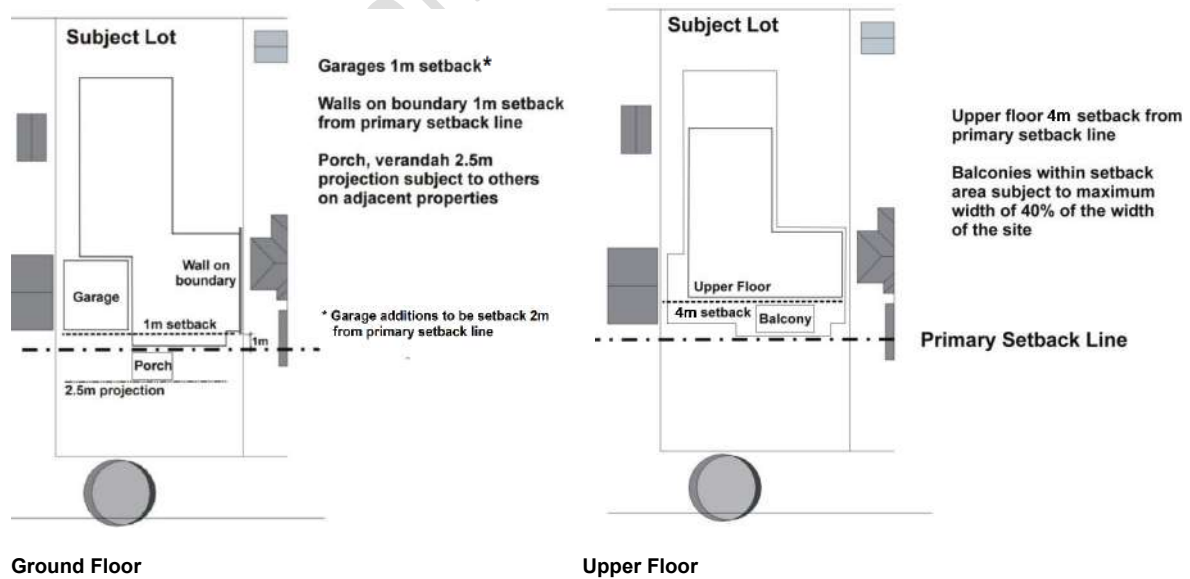 Subject Lot
Garages 1m setback*
Walls on boundary 1m setback
from primary setback line
Porch, verandah 2.5m
projection subject to others
on adjacent properties
Wall on
boundary
Garage
1m setback
1m
* Garage additions to be setback 2m
from primary setback line
Porch
2.5m projection
Ground Floor
Subject Lot
Upper floor 4m setback from
primary setback line
Balconies within setback
area subject to maximum
width of 40% of the width
of the site
Upper Floor
4m setback
Balcony
Primary Setback Line
Upper Floor